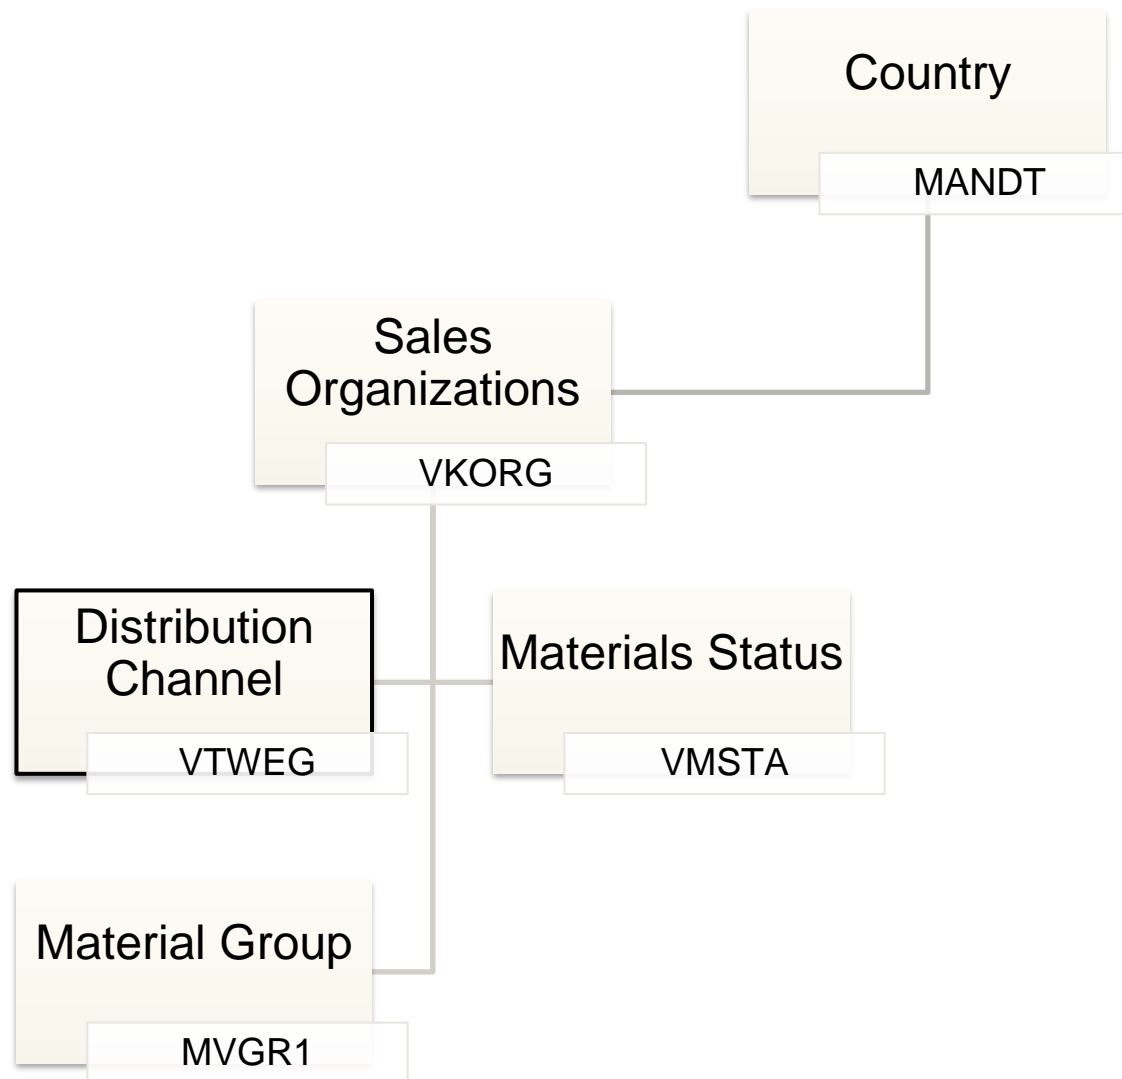 Country
MANDT
Sales
Organizations
VKORG
Distribution
Channel
VTWEG
Materials Status
VMSTA
Material Group
MVGR1